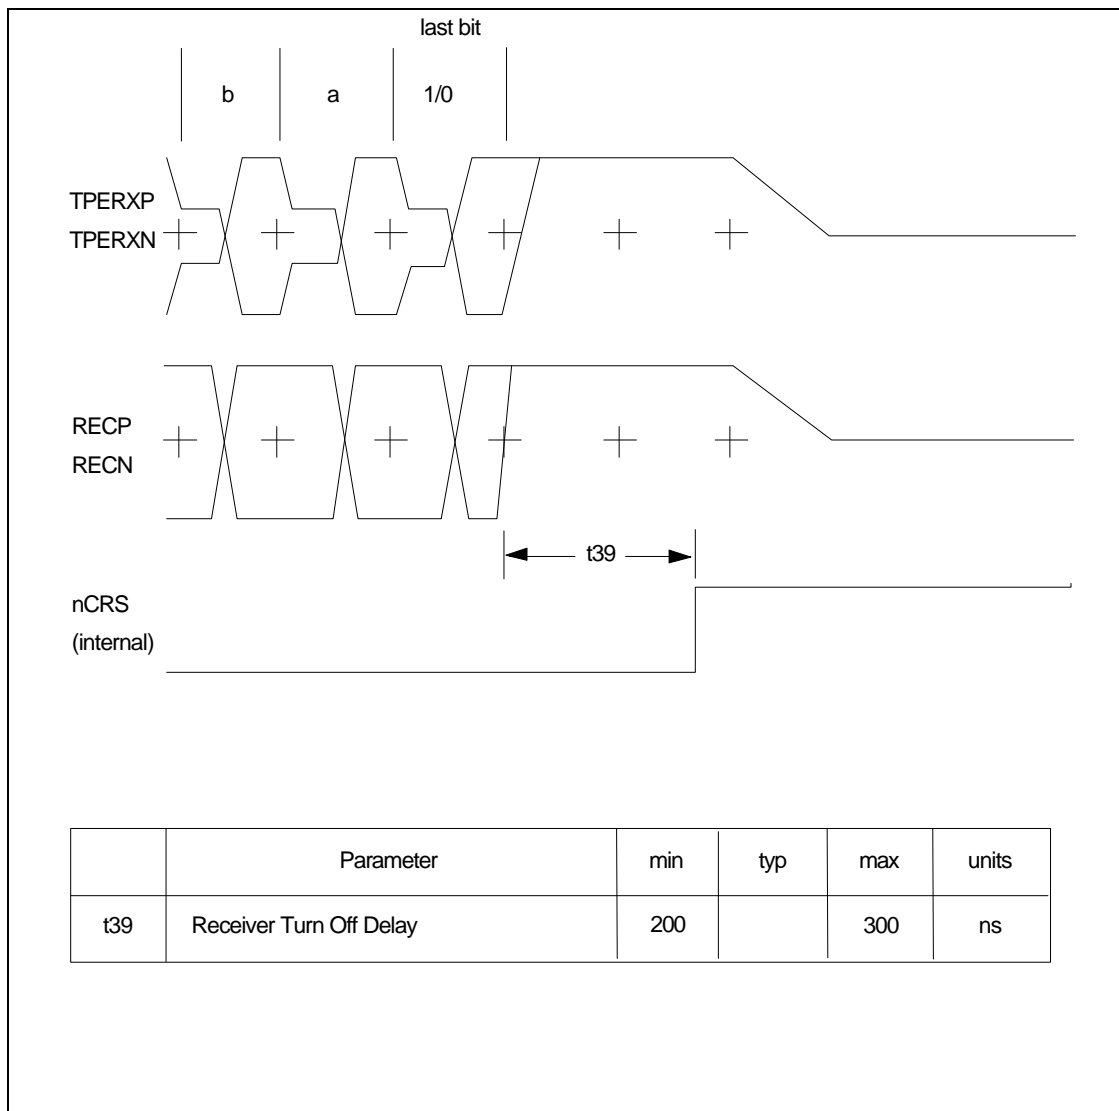 last bit
b a 1/0
TPERXP
TPERXN
RECP
RECN
t39
nCRS
(internal)
Parameter min typ max units
t39 Receiver Turn Off Delay 200 300 ns